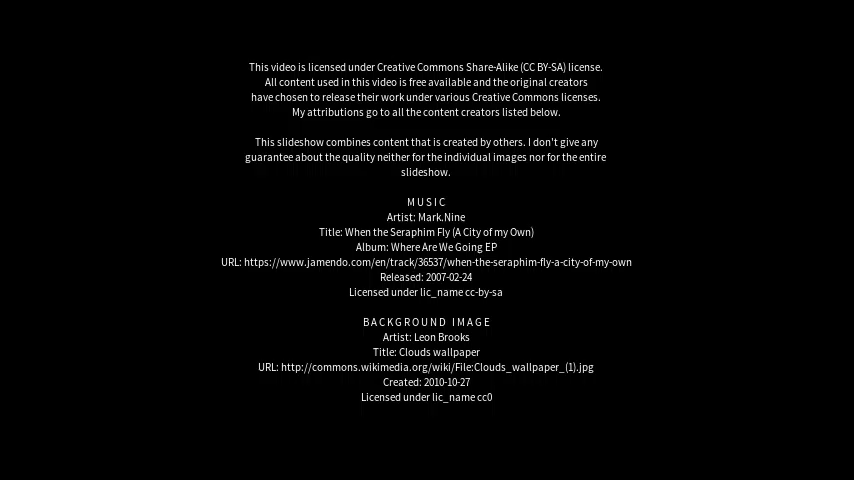 This video is licensed under Creative Commons Share-Alike (CC BY-SA) license.
All content used in this video is free available and the original creators
have chosen to release their work under various Creative Commons licenses.
My attributions go to all the content creators listed below.
This slideshow combines content that is created by others. I don't give any
guarantee about the quality neither for the individual images nor for the entire
slideshow.
MUSIC
Artist: Mark.Nine
Title: When the Seraphim Fly (A City of my Own)
Album: Where Are We Going EP
URL: https://www.jamendo.com/en/track/36537/when-the-seraphim-fly-a-city-of-my-own
Released: 2007-02-24
Licensed under lic_name cc-by-sa
BACKGROUND IMAGE
Artist: Leon Brooks
Title: Clouds wallpaper
URL: http://commons.wikimedia.org/wiki/File:Clouds_wallpaper_(1).jpg
Created: 2010-10-27
Licensed under lic_name cc0